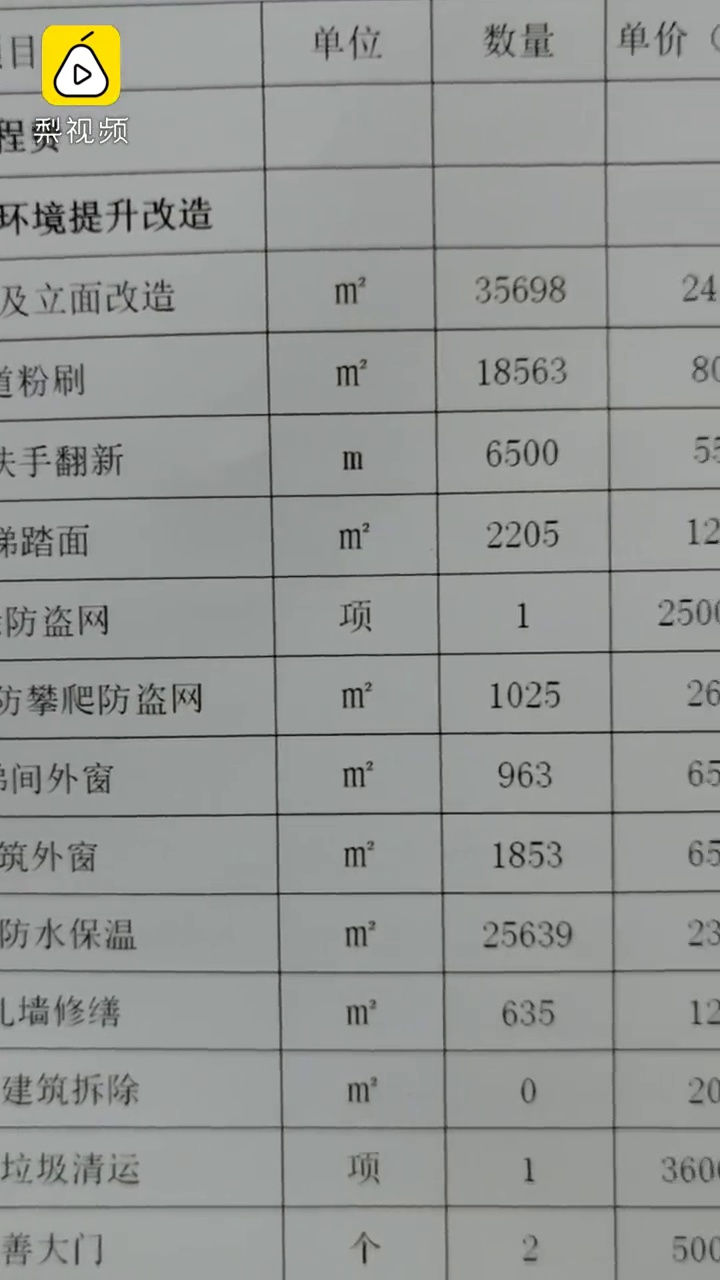 目 单位 数量 单价（
梨视频
程费
环境提升改造
及立面改造 m² 35698 24
道粉刷 m² 18563 80
扶手翻新 m 6500 55
梯踏面 m² 2205 12
防盗网 项 1 2500
防攀爬防盗网 m² 1025 26
梯间外窗 m² 963 65
筑外窗 m² 1853 65
防水保温 m² 25639 23
墙修缮 m² 635 12
建筑拆除 m² 0 20
垃圾清运 项 1 3600
善大门 个 2 500